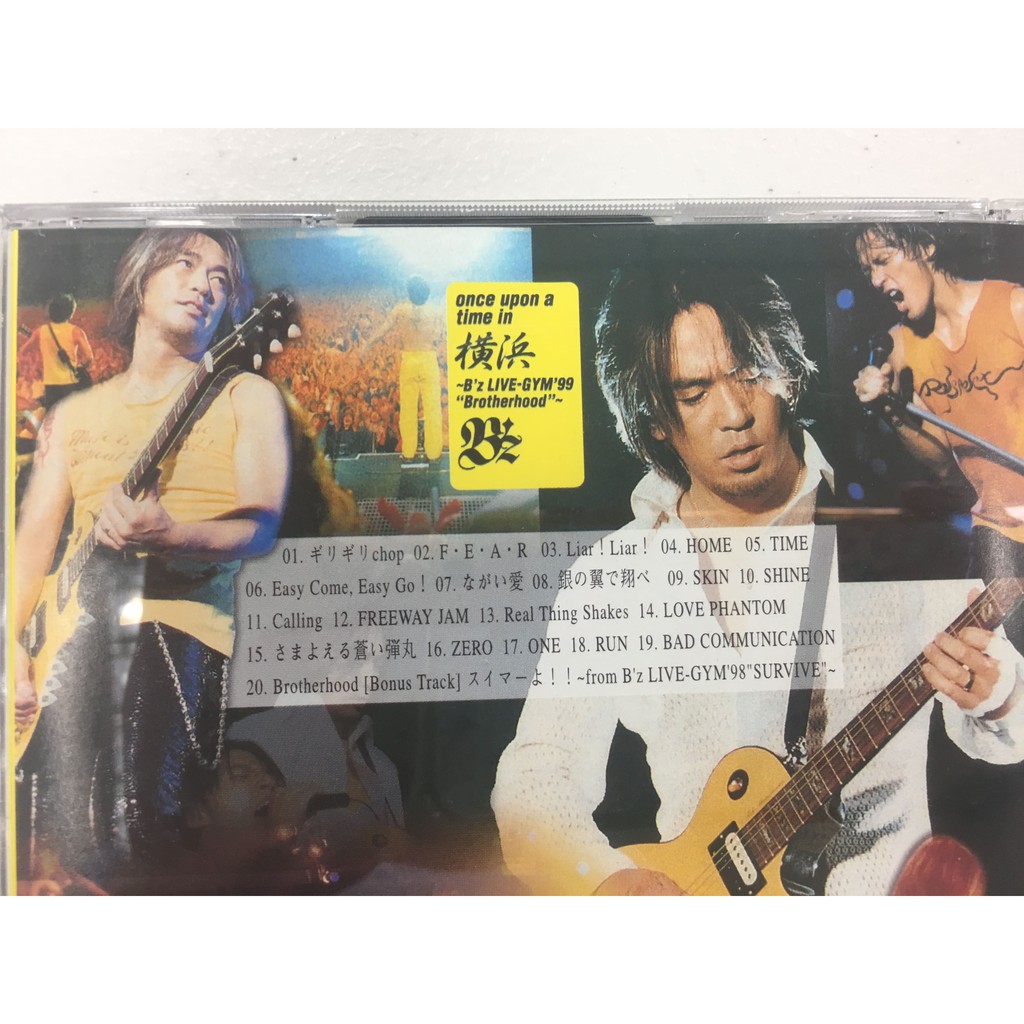 once upon a
time in
横浜
~B'z LIVE-GYM'99
"Brotherhood"~
B'z
01. ギリギリchop 02. F・E・A・R 03. Liar！Liar！ 04. HOME 05. TIME
06. Easy Come, Easy Go！ 07. ながい愛 08. 銀の翼で翔べ 09. SKIN 10. SHINE
11. Calling 12. FREEWAY JAM 13. Real Thing Shakes 14. LOVE PHANTOM
15. さまよえる蒼い弾丸 16. ZERO 17. ONE 18. RUN 19. BAD COMMUNICATION
20. Brotherhood [Bonus Track] スイマーよ！！~from B'z LIVE-GYM'98"SURVIVE"~